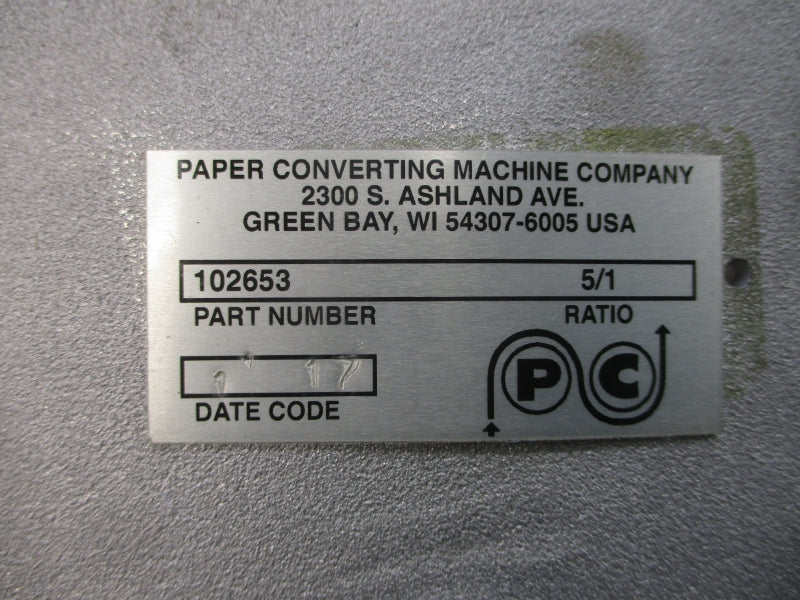 PAPER CONVERTING MACHINE COMPANY
2300 S. ASHLAND AVE.
GREEN BAY, WI 54307-6005 USA
102653 5/1
PART NUMBER RATIO
17
DATE CODE
P C